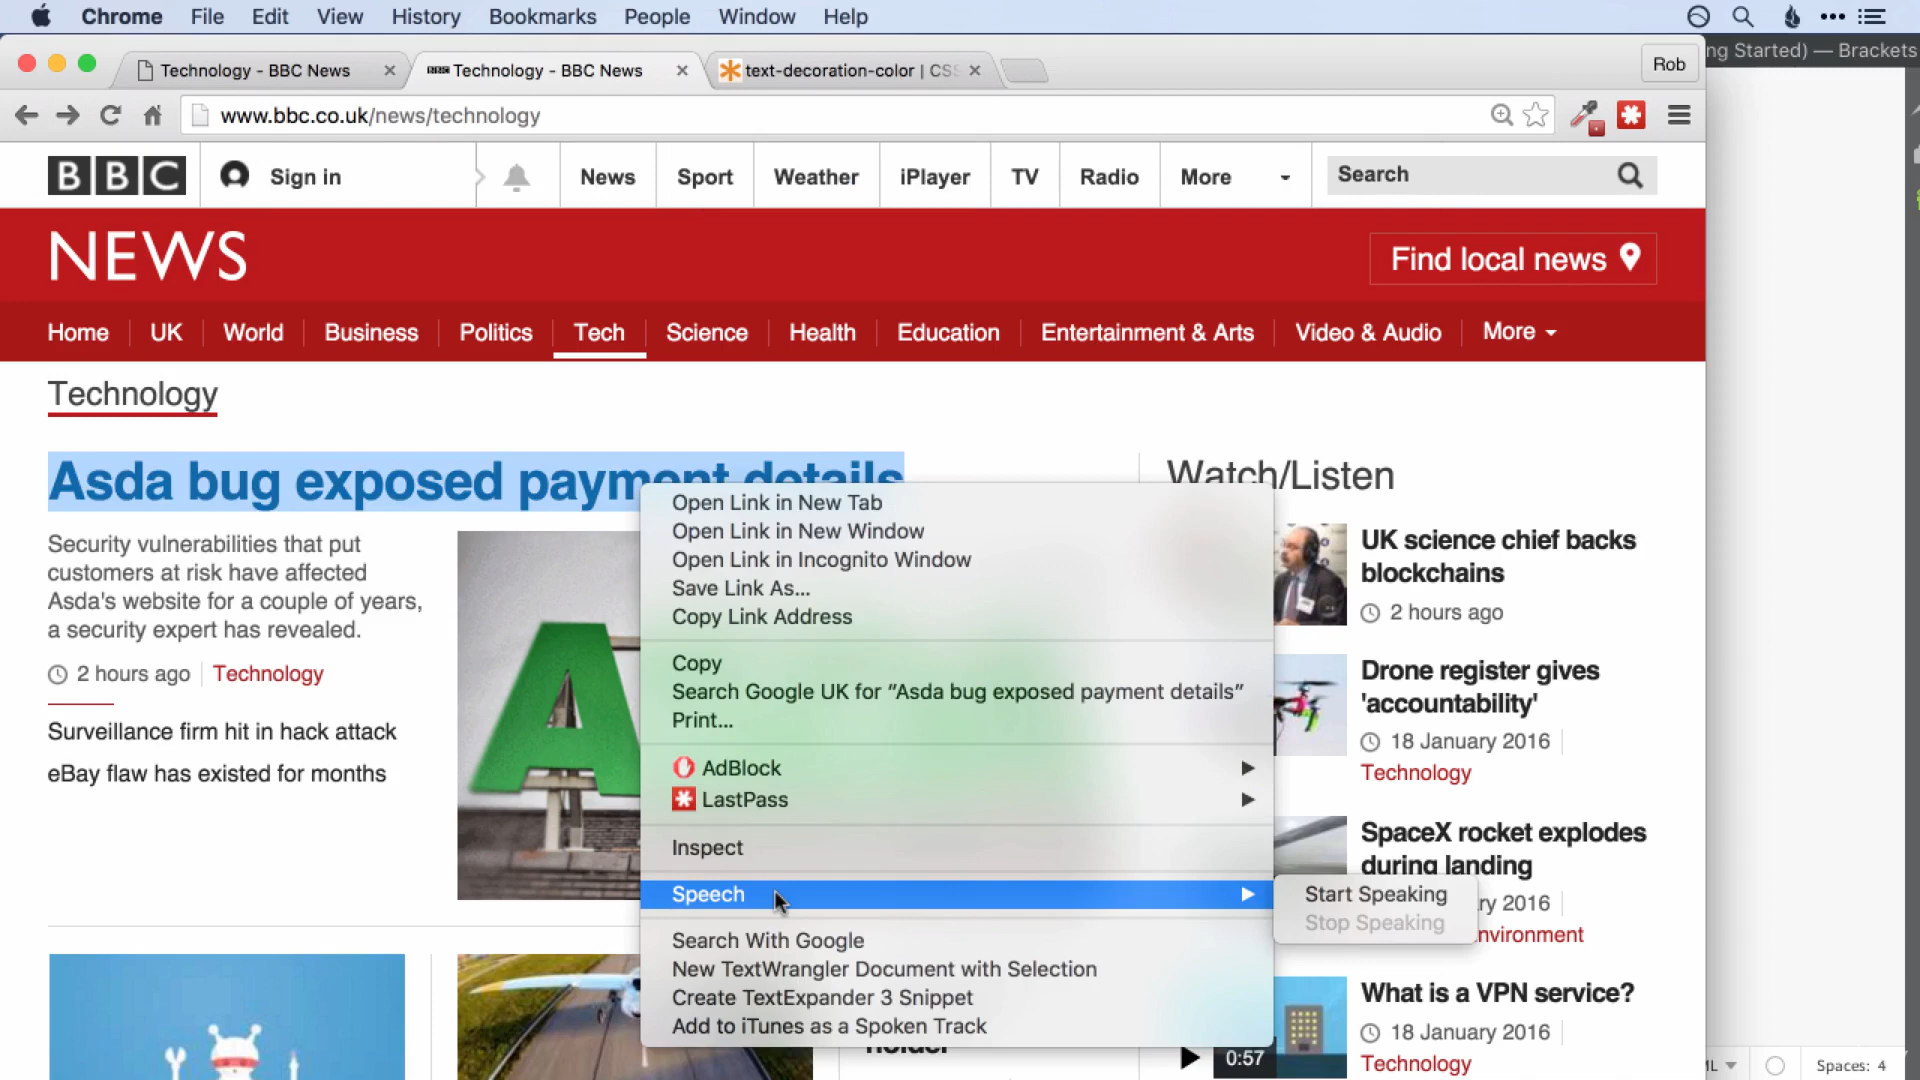 Chrome File Edit View History Bookmarks People Window Help
Technology - BBC News
BBC Technology - BBC News
text-decoration-color | CSS
Rob
ng Started) — Brackets
www.bbc.co.uk/news/technology
BBC Sign in News Sport Weather iPlayer TV Radio More Search
NEWS
Find local news
Home UK World Business Politics Tech Science Health Education Entertainment & Arts Video & Audio More
Technology
Asda bug exposed payment details
Security vulnerabilities that put
customers at risk have affected
Asda's website for a couple of years,
a security expert has revealed.
2 hours ago Technology
Surveillance firm hit in hack attack
eBay flaw has existed for months
A
Open Link in New Tab
Open Link in New Window
Open Link in Incognito Window
Save Link As...
Copy Link Address
Copy
Search Google UK for “Asda bug exposed payment details”
Print...
AdBlock
LastPass
Inspect
Speech
Start Speaking
Stop Speaking
Search With Google
New TextWrangler Document with Selection
Create TextExpander 3 Snippet
Add to iTunes as a Spoken Track
Watch/Listen
UK science chief backs
blockchains
2 hours ago
Drone register gives
'accountability'
18 January 2016
Technology
SpaceX rocket explodes
during landing
ry 2016
nvironment
What is a VPN service?
18 January 2016
Technology
0:57
Spaces: 4